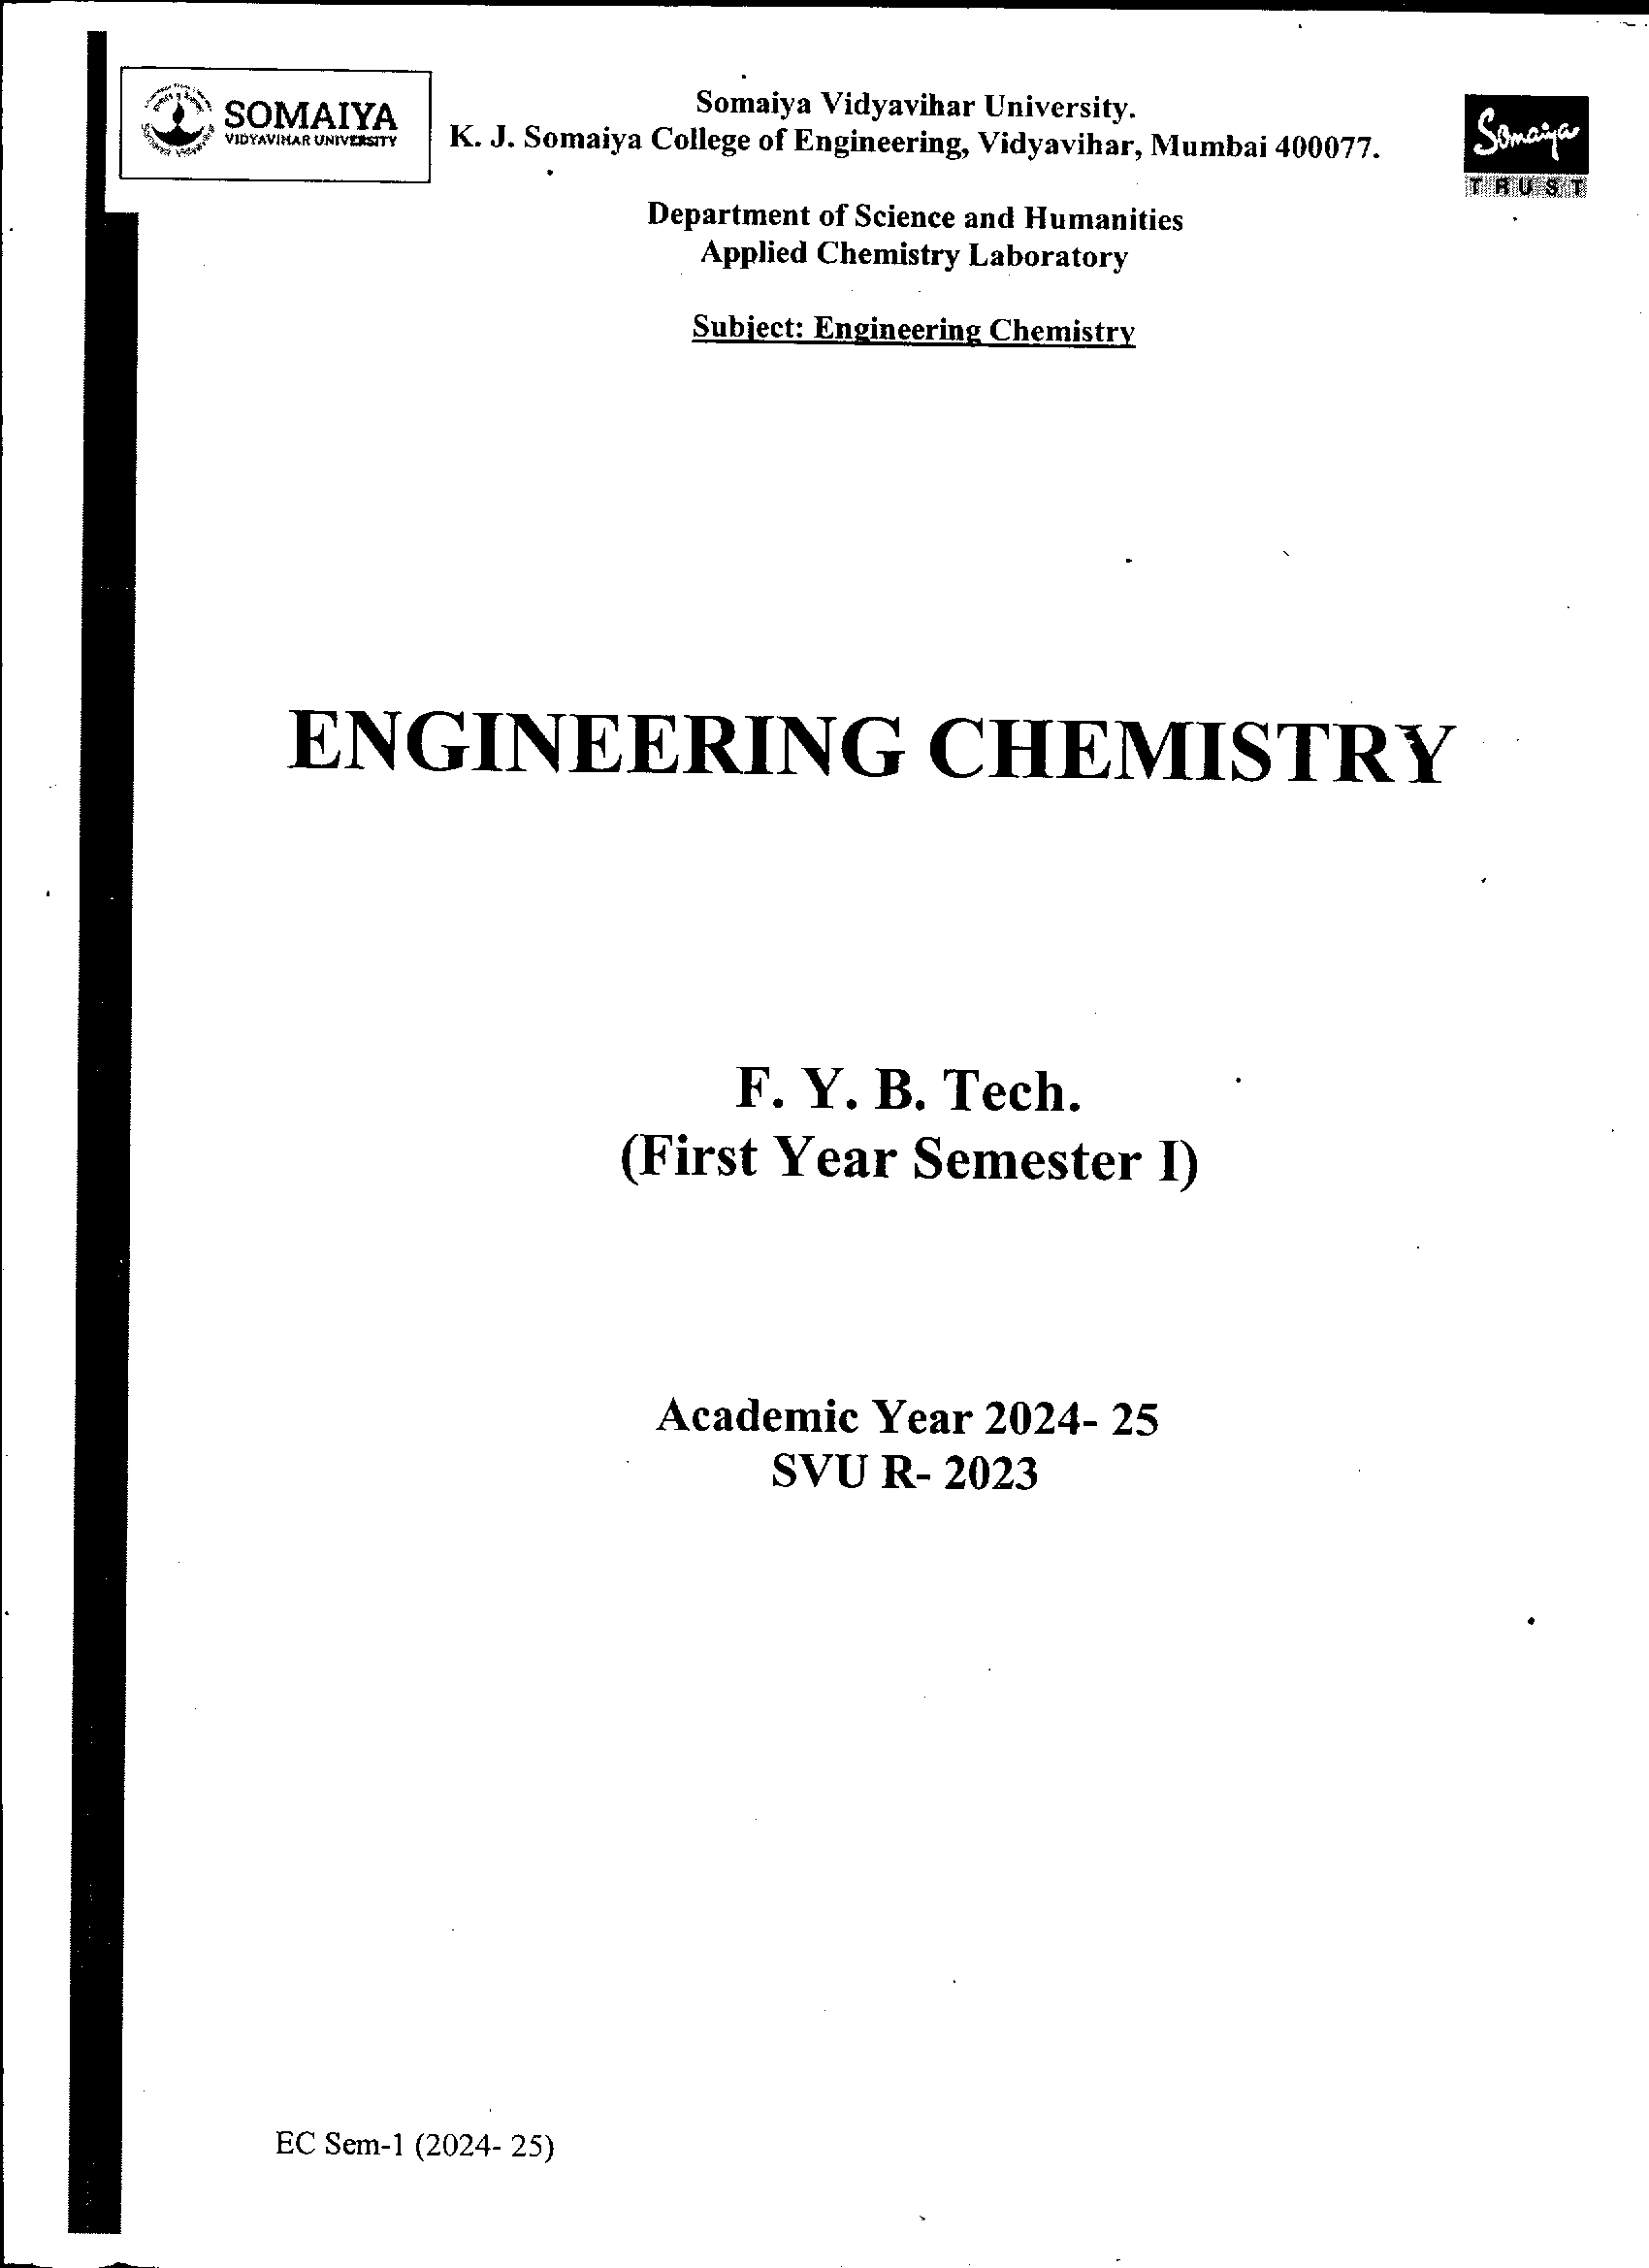 SOMAIYA
VIDYAVIHAR UNIVERSITY
Somaiya Vidyavihar University.
K. J. Somaiya College of Engineering, Vidyavihar, Mumbai 400077.
Somaiya
TRUST
Department of Science and Humanities
Applied Chemistry Laboratory
Subject: Engineering Chemistry
ENGINEERING CHEMISTRY
F. Y. B. Tech.
(First Year Semester I)
Academic Year 2024- 25
SVU R- 2023
EC Sem-1 (2024- 25)